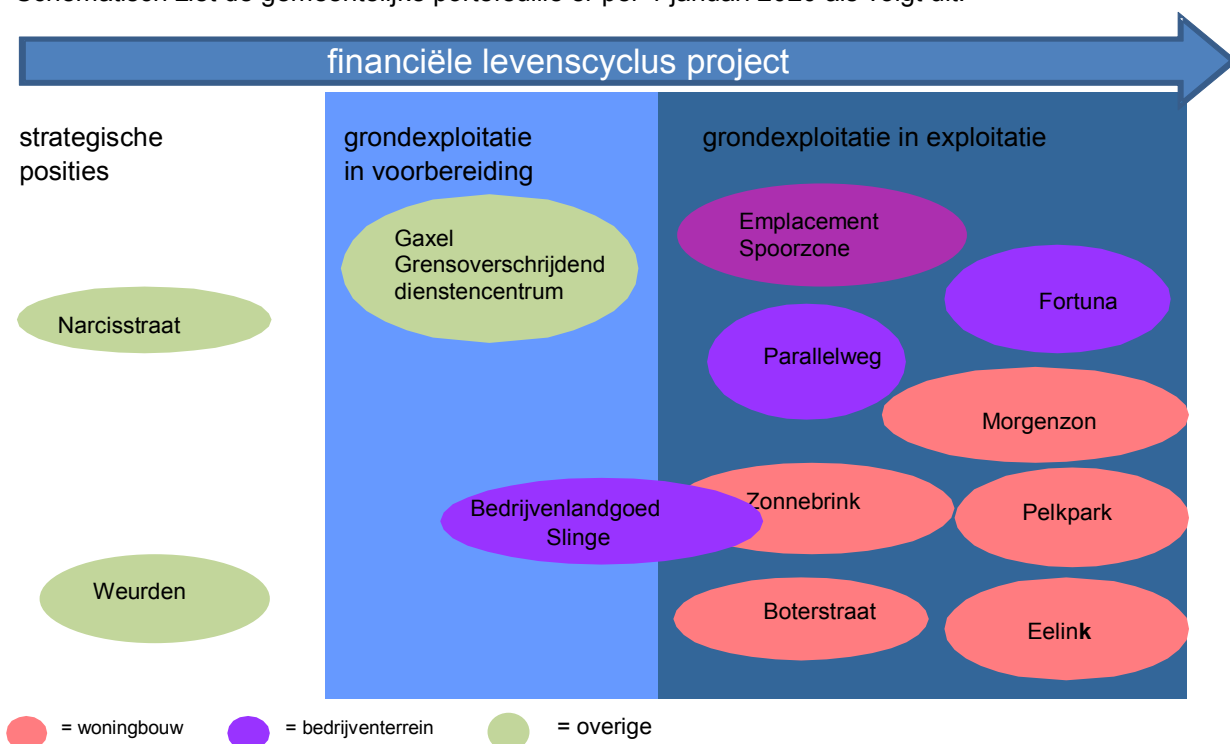 financiële levenscyclus project
strategische
posities
grondexploitatie
in voorbereiding
grondexploitatie in exploitatie
Gaxel
Grensoverschrijdend
dienstencentrum
Emplacement
Spoorzone
Fortuna
Narcisstraat
Parallelweg
Morgenzon
Bedrijvenlandgoed
Slinge
Zonnebrink
Pelkpark
Weurden
Boterstraat
Eelink
= woningbouw
= bedrijventerrein
= overige